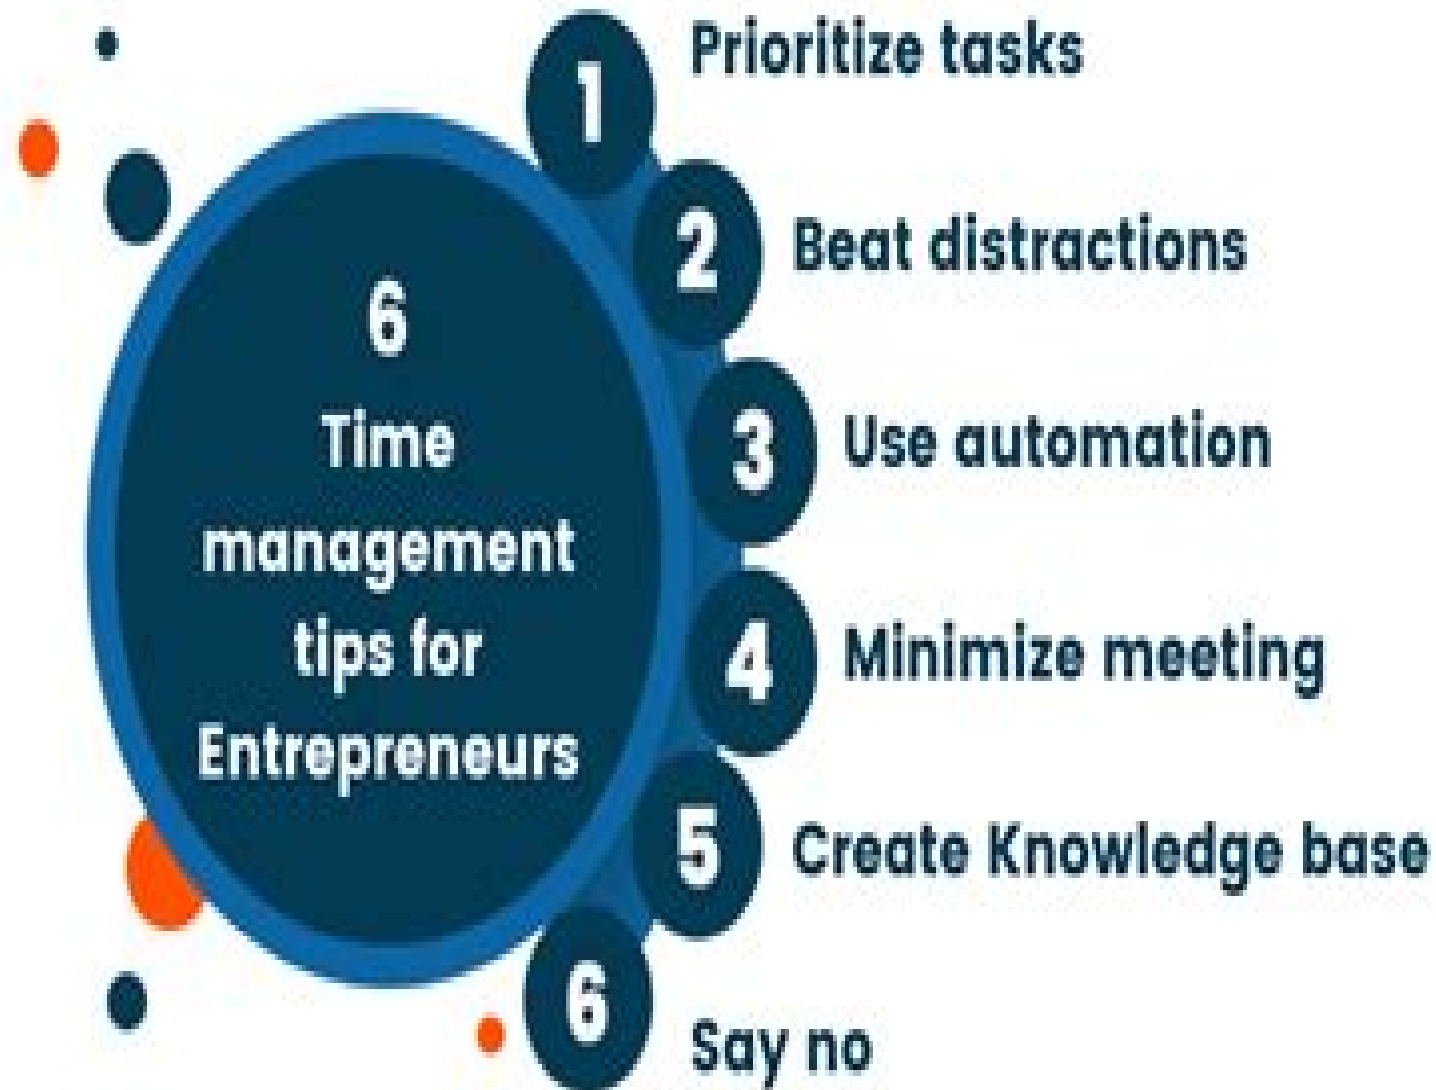 6
Time
management
tips for
Entrepreneurs
1
Prioritize tasks
2
Beat distractions
3
Use automation
4
Minimize meeting
5
Create Knowledge base
6
Say no